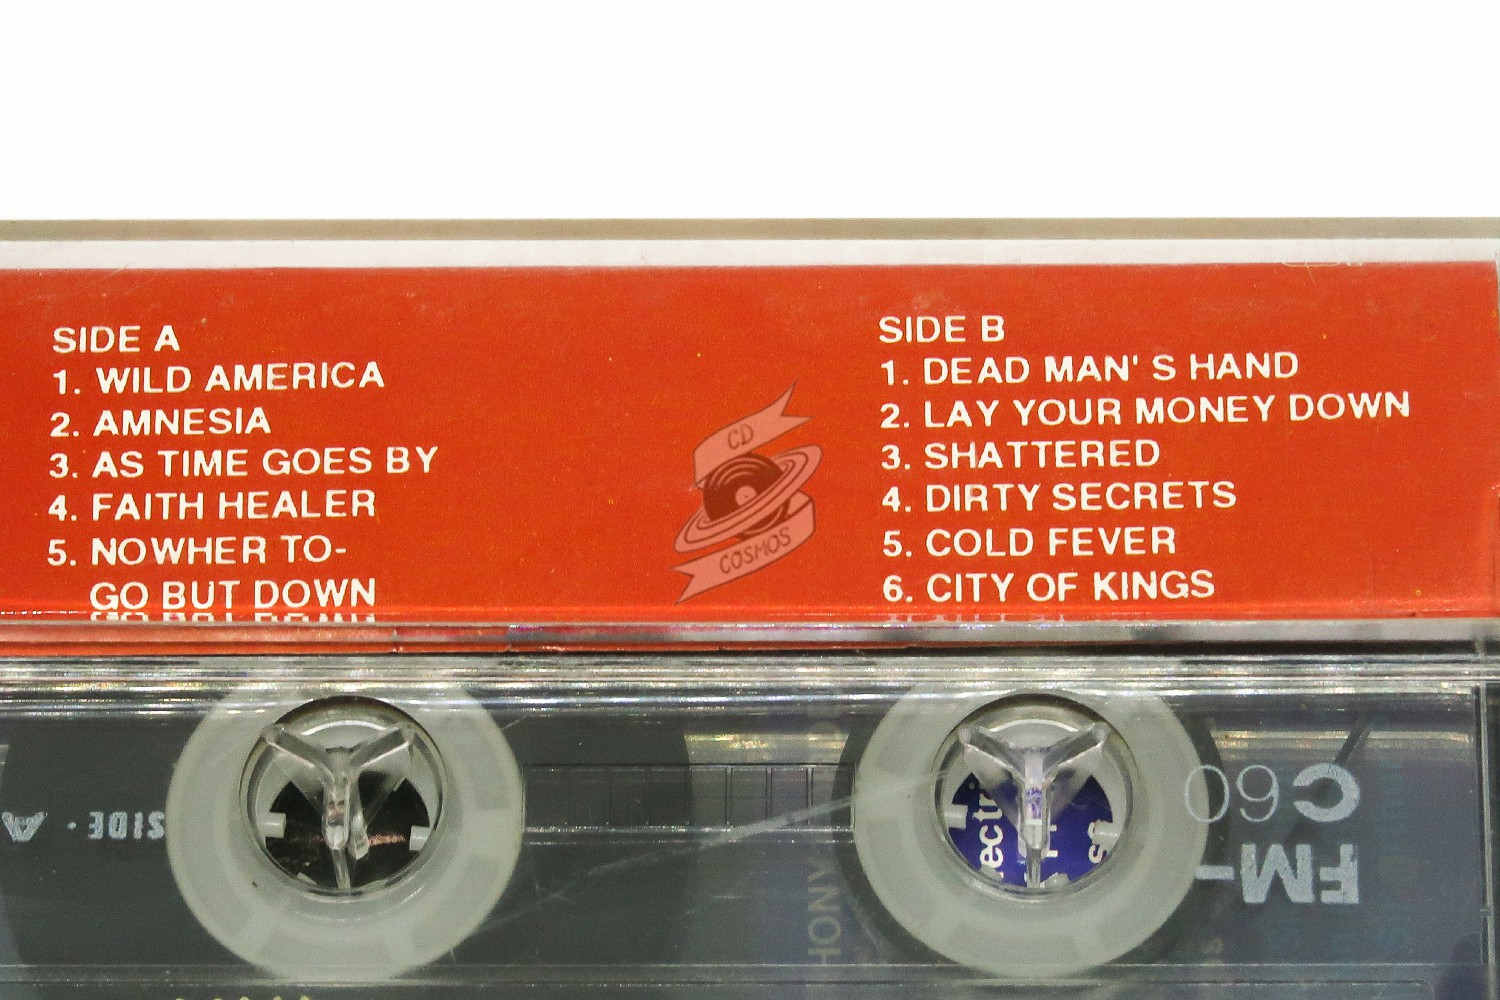 SIDE A
1. WILD AMERICA
2. AMNESIA
3. AS TIME GOES BY
4. FAITH HEALER
5. NOWHER TO-
GO BUT DOWN
SIDE B
1. DEAD MAN' S HAND
2. LAY YOUR MONEY DOWN
3. SHATTERED
4. DIRTY SECRETS
5. COLD FEVER
6. CITY OF KINGS
CD
COSMOS
SIDE · A
C 60
FM-